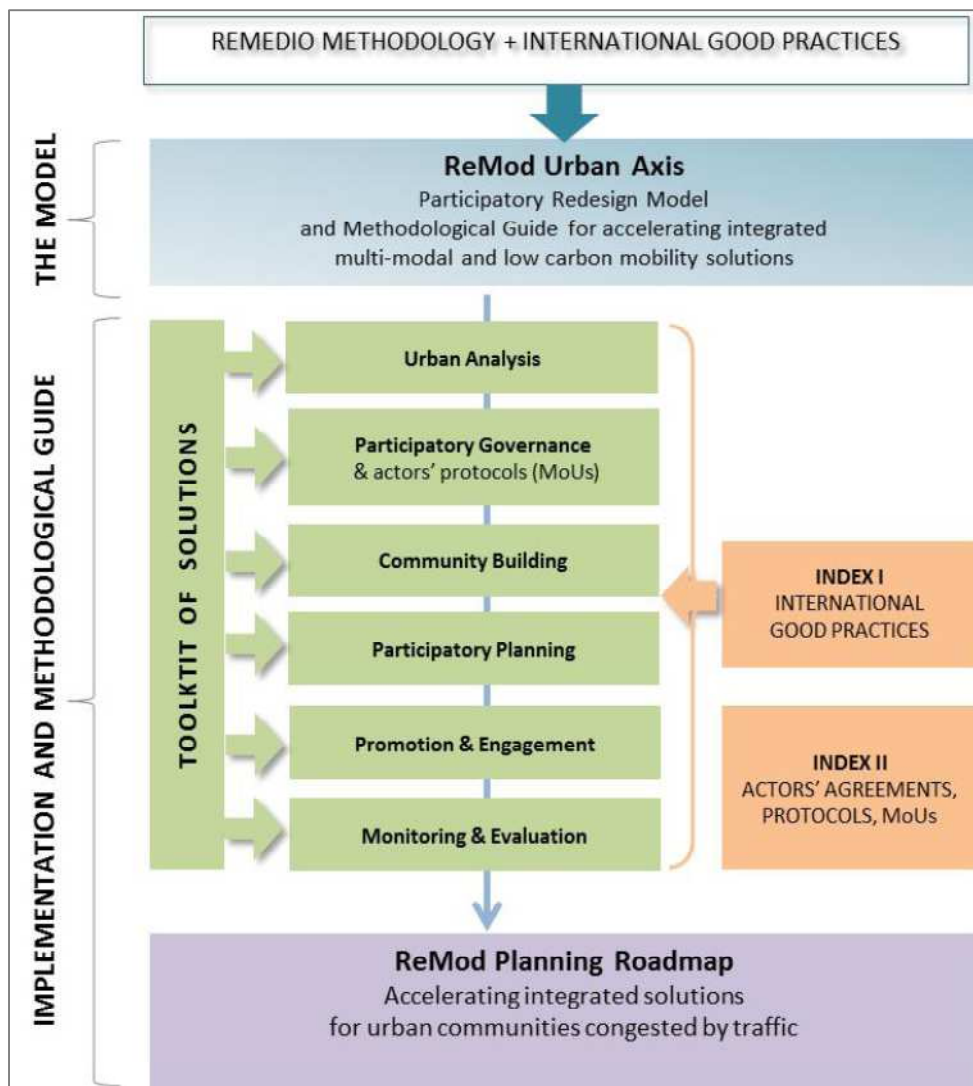 REMEDIO METHODOLOGY + INTERNATIONAL GOOD PRACTICES
THE MODEL
ReMod Urban Axis
Participatory Redesign Model
and Methodological Guide for accelerating integrated
multi-modal and low carbon mobility solutions
IMPLEMENTATION AND METHODOLOGICAL GUIDE
TOOLKTIT OF SOLUTIONS
Urban Analysis
Participatory Governance
& actors' protocols (MoUs)
Community Building
Participatory Planning
Promotion & Engagement
Monitoring & Evaluation
INDEX I
INTERNATIONAL
GOOD PRACTICES
INDEX II
ACTORS' AGREEMENTS,
PROTOCOLS, MoUs
ReMod Planning Roadmap
Accelerating integrated solutions
for urban communities congested by traffic